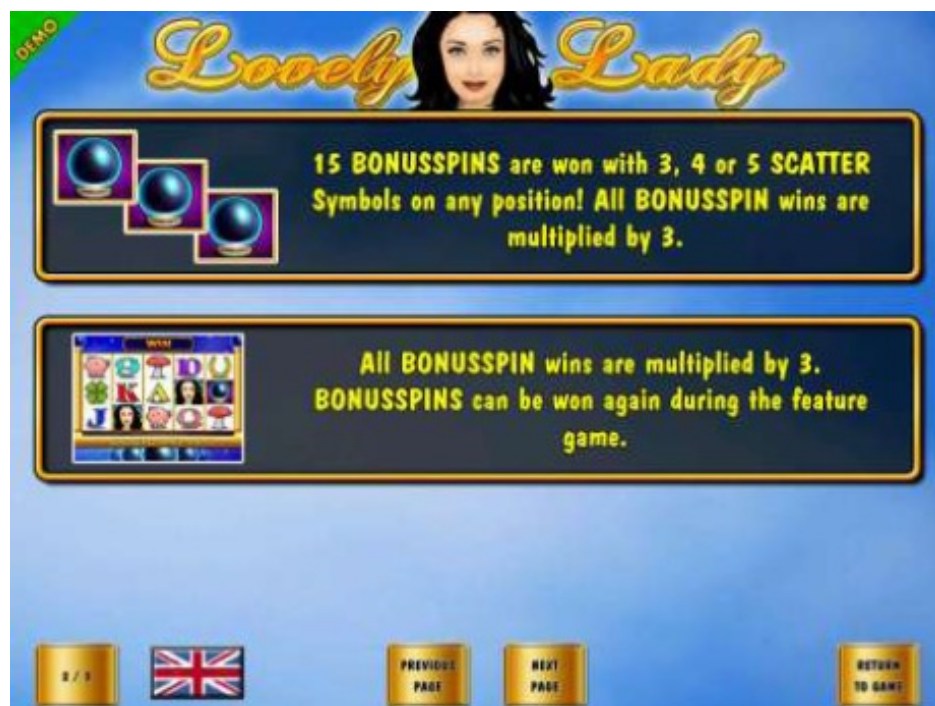 DEMO
Lovely Lady
15 BONUSSPINS are won with 3, 4 or 5 SCATTER
Symbols on any position! All BONUSSPIN wins are
multiplied by 3.
WIN
All BONUSSPIN wins are multiplied by 3.
BONUSSPINS can be won again during the feature
game.
PREVIOUS
PAGE
NEXT
PAGE
RETURN
TO GAME